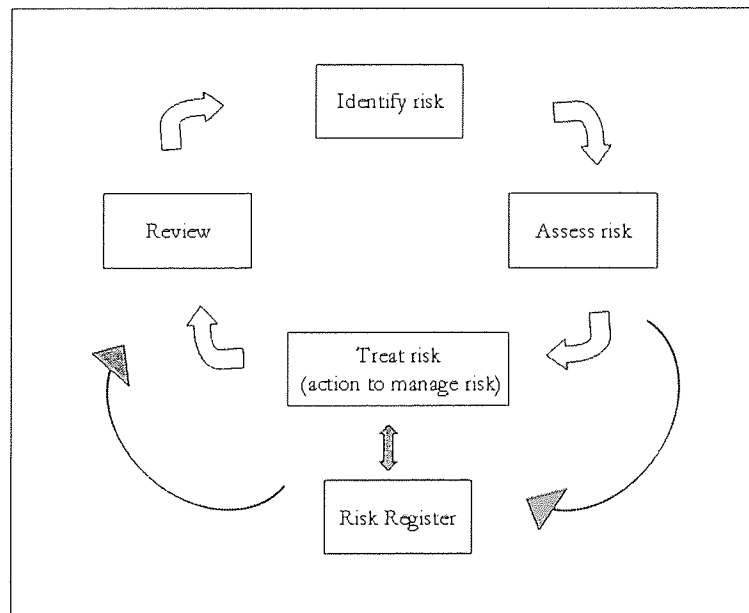 Identify risk
Review
Assess risk
Treat risk
(action to manage risk)
Risk Register